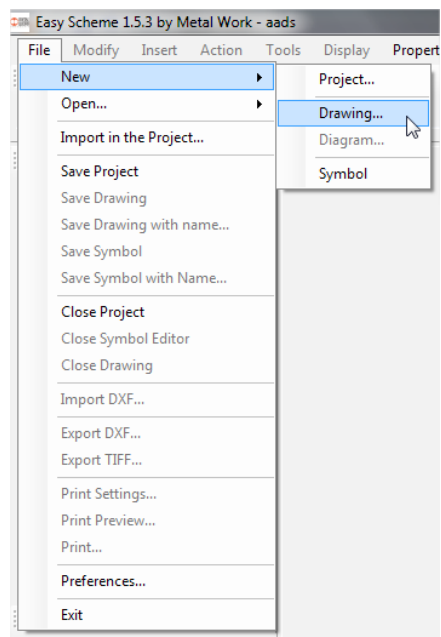 Easy Scheme 1.5.3 by Metal Work - aads
File Modify Insert Action Tools Display Propert
New
Open...
Import in the Project...
Save Project
Save Drawing
Save Drawing with name...
Save Symbol
Save Symbol with Name...
Close Project
Close Symbol Editor
Close Drawing
Import DXF...
Export DXF...
Export TIFF...
Print Settings...
Print Preview...
Print...
Preferences...
Exit
Project...
Drawing...
Diagram...
Symbol